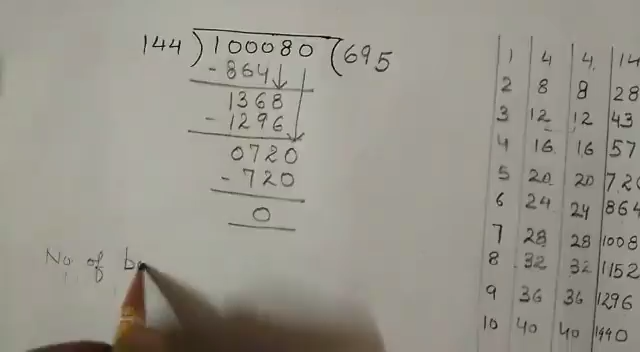 144 ) 100080 ( 695
- 864
1368
- 1296
0720
- 720
0
No. of bo
1 4 4 14
2 8 8 28
3 12 12 43
4 16 16 57
5 20 20 720
6 24 24 864
7 28 28 1008
8 32 32 1152
9 36 36 1296
10 40 40 1440